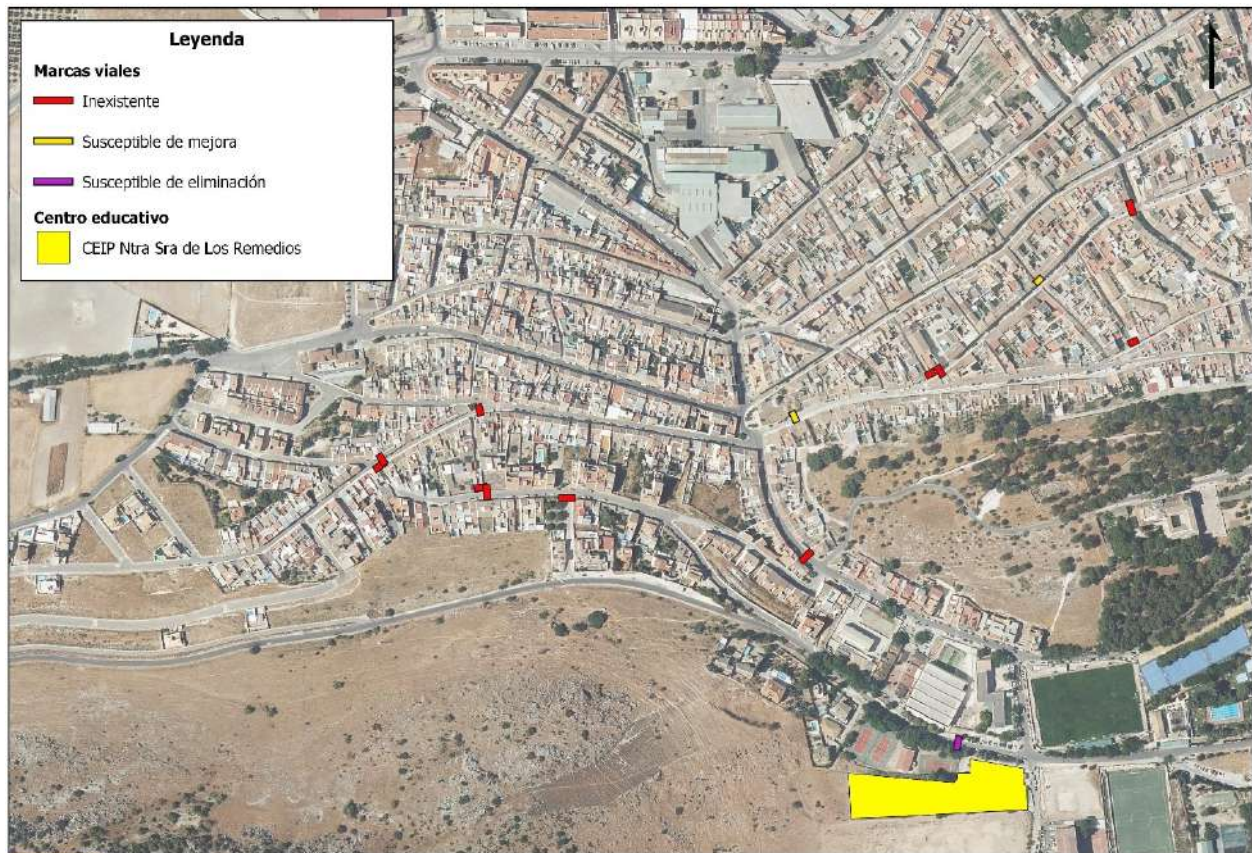 Leyenda
Marcas viales
Inexistente
Susceptible de mejora
Susceptible de eliminación
Centro educativo
CEIP Ntra Sra de Los Remedios